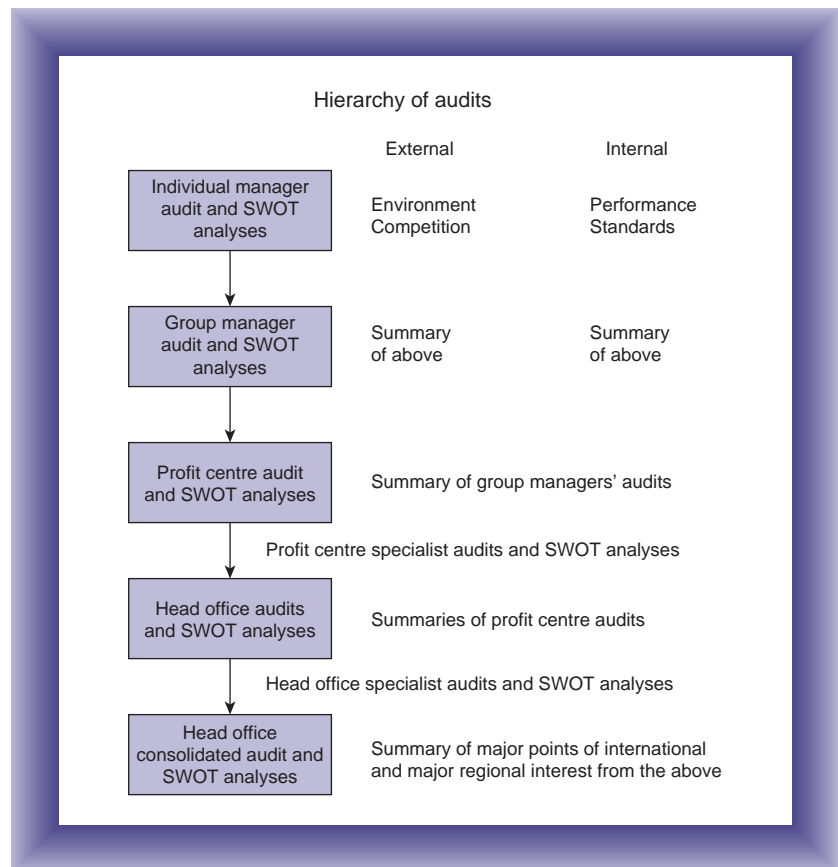 Hierarchy of audits
External
Internal
Individual manager
audit and SWOT
analyses
Environment
Competition
Performance
Standards
Group manager
audit and SWOT
analyses
Summary
of above
Summary
of above
Profit centre audit
and SWOT analyses
Summary of group managers’ audits
Profit centre specialist audits and SWOT analyses
Head office audits
and SWOT analyses
Summaries of profit centre audits
Head office specialist audits and SWOT analyses
Head office
consolidated audit and
SWOT analyses
Summary of major points of international
and major regional interest from the above